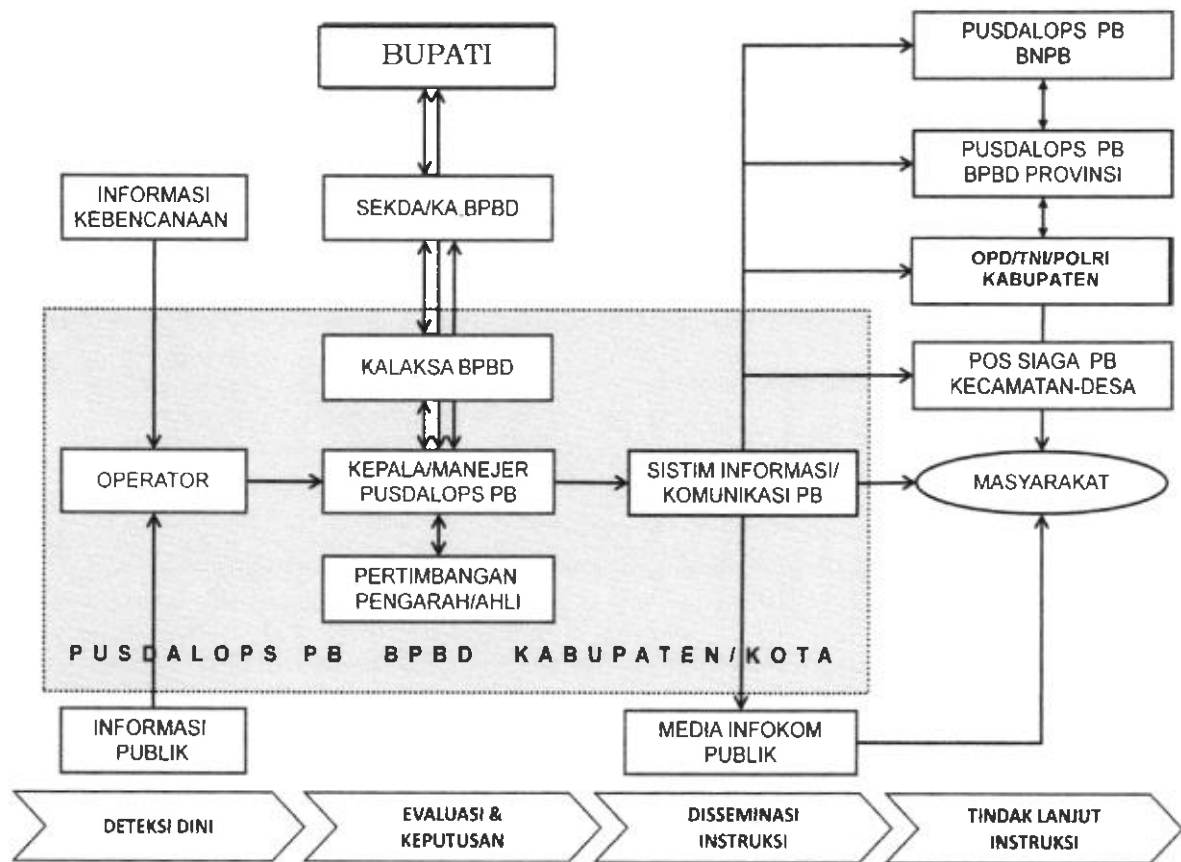 BUPATI
PUSDALOPS PB
BNPB
INFORMASI
KEBENCANAAN
SEKDA/KA.BPBD
PUSDALOPS PB
BPBD PROVINSI
OPD/TNI/POLRI
KABUPATEN
KALAKSA BPBD
POS SIAGA PB
KECAMATAN-DESA
OPERATOR
KEPALA/MANEJER
PUSDALOPS PB
SISTIM INFORMASI/
KOMUNIKASI PB
MASYARAKAT
PERTIMBANGAN
PENGARAH/AHLI
PUSDALOPS PB BPBD KABUPATEN/KOTA
INFORMASI
PUBLIK
MEDIA INFOKOM
PUBLIK
DETEKSI DINI
EVALUASI &
KEPUTUSAN
DISSEMINASI
INSTRUKSI
TINDAK LANJUT
INSTRUKSI